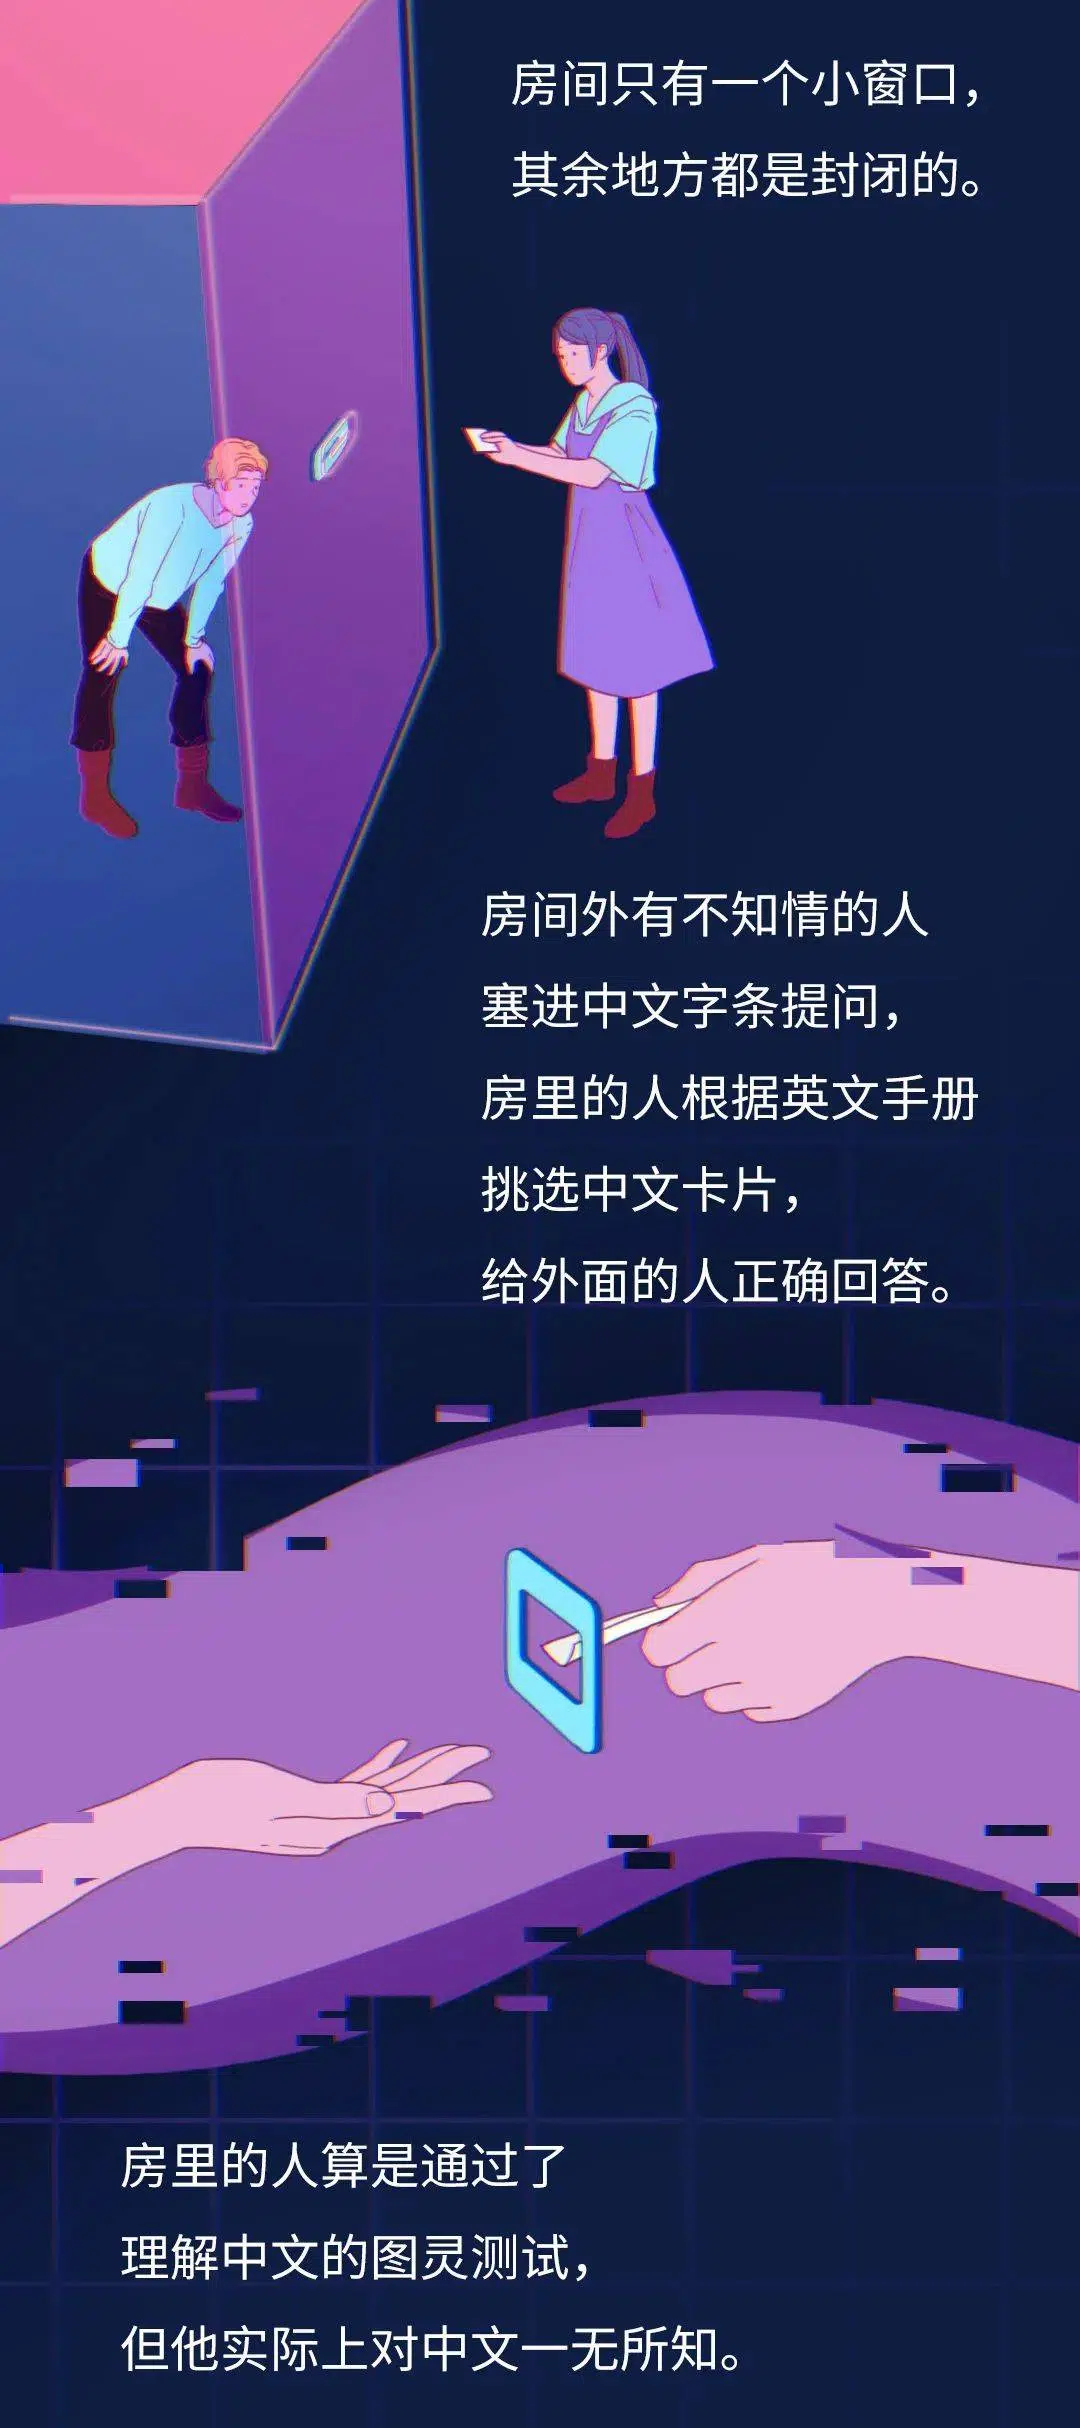 房间只有一个小窗口，
其余地方都是封闭的。
房间外有不知情的人
塞进中文字条提问，
房里的人根据英文手册
挑选中文卡片，
给外面的人正确回答。
房里的人算是通过了
理解中文的图灵测试，
但他实际上对中文一无所知。